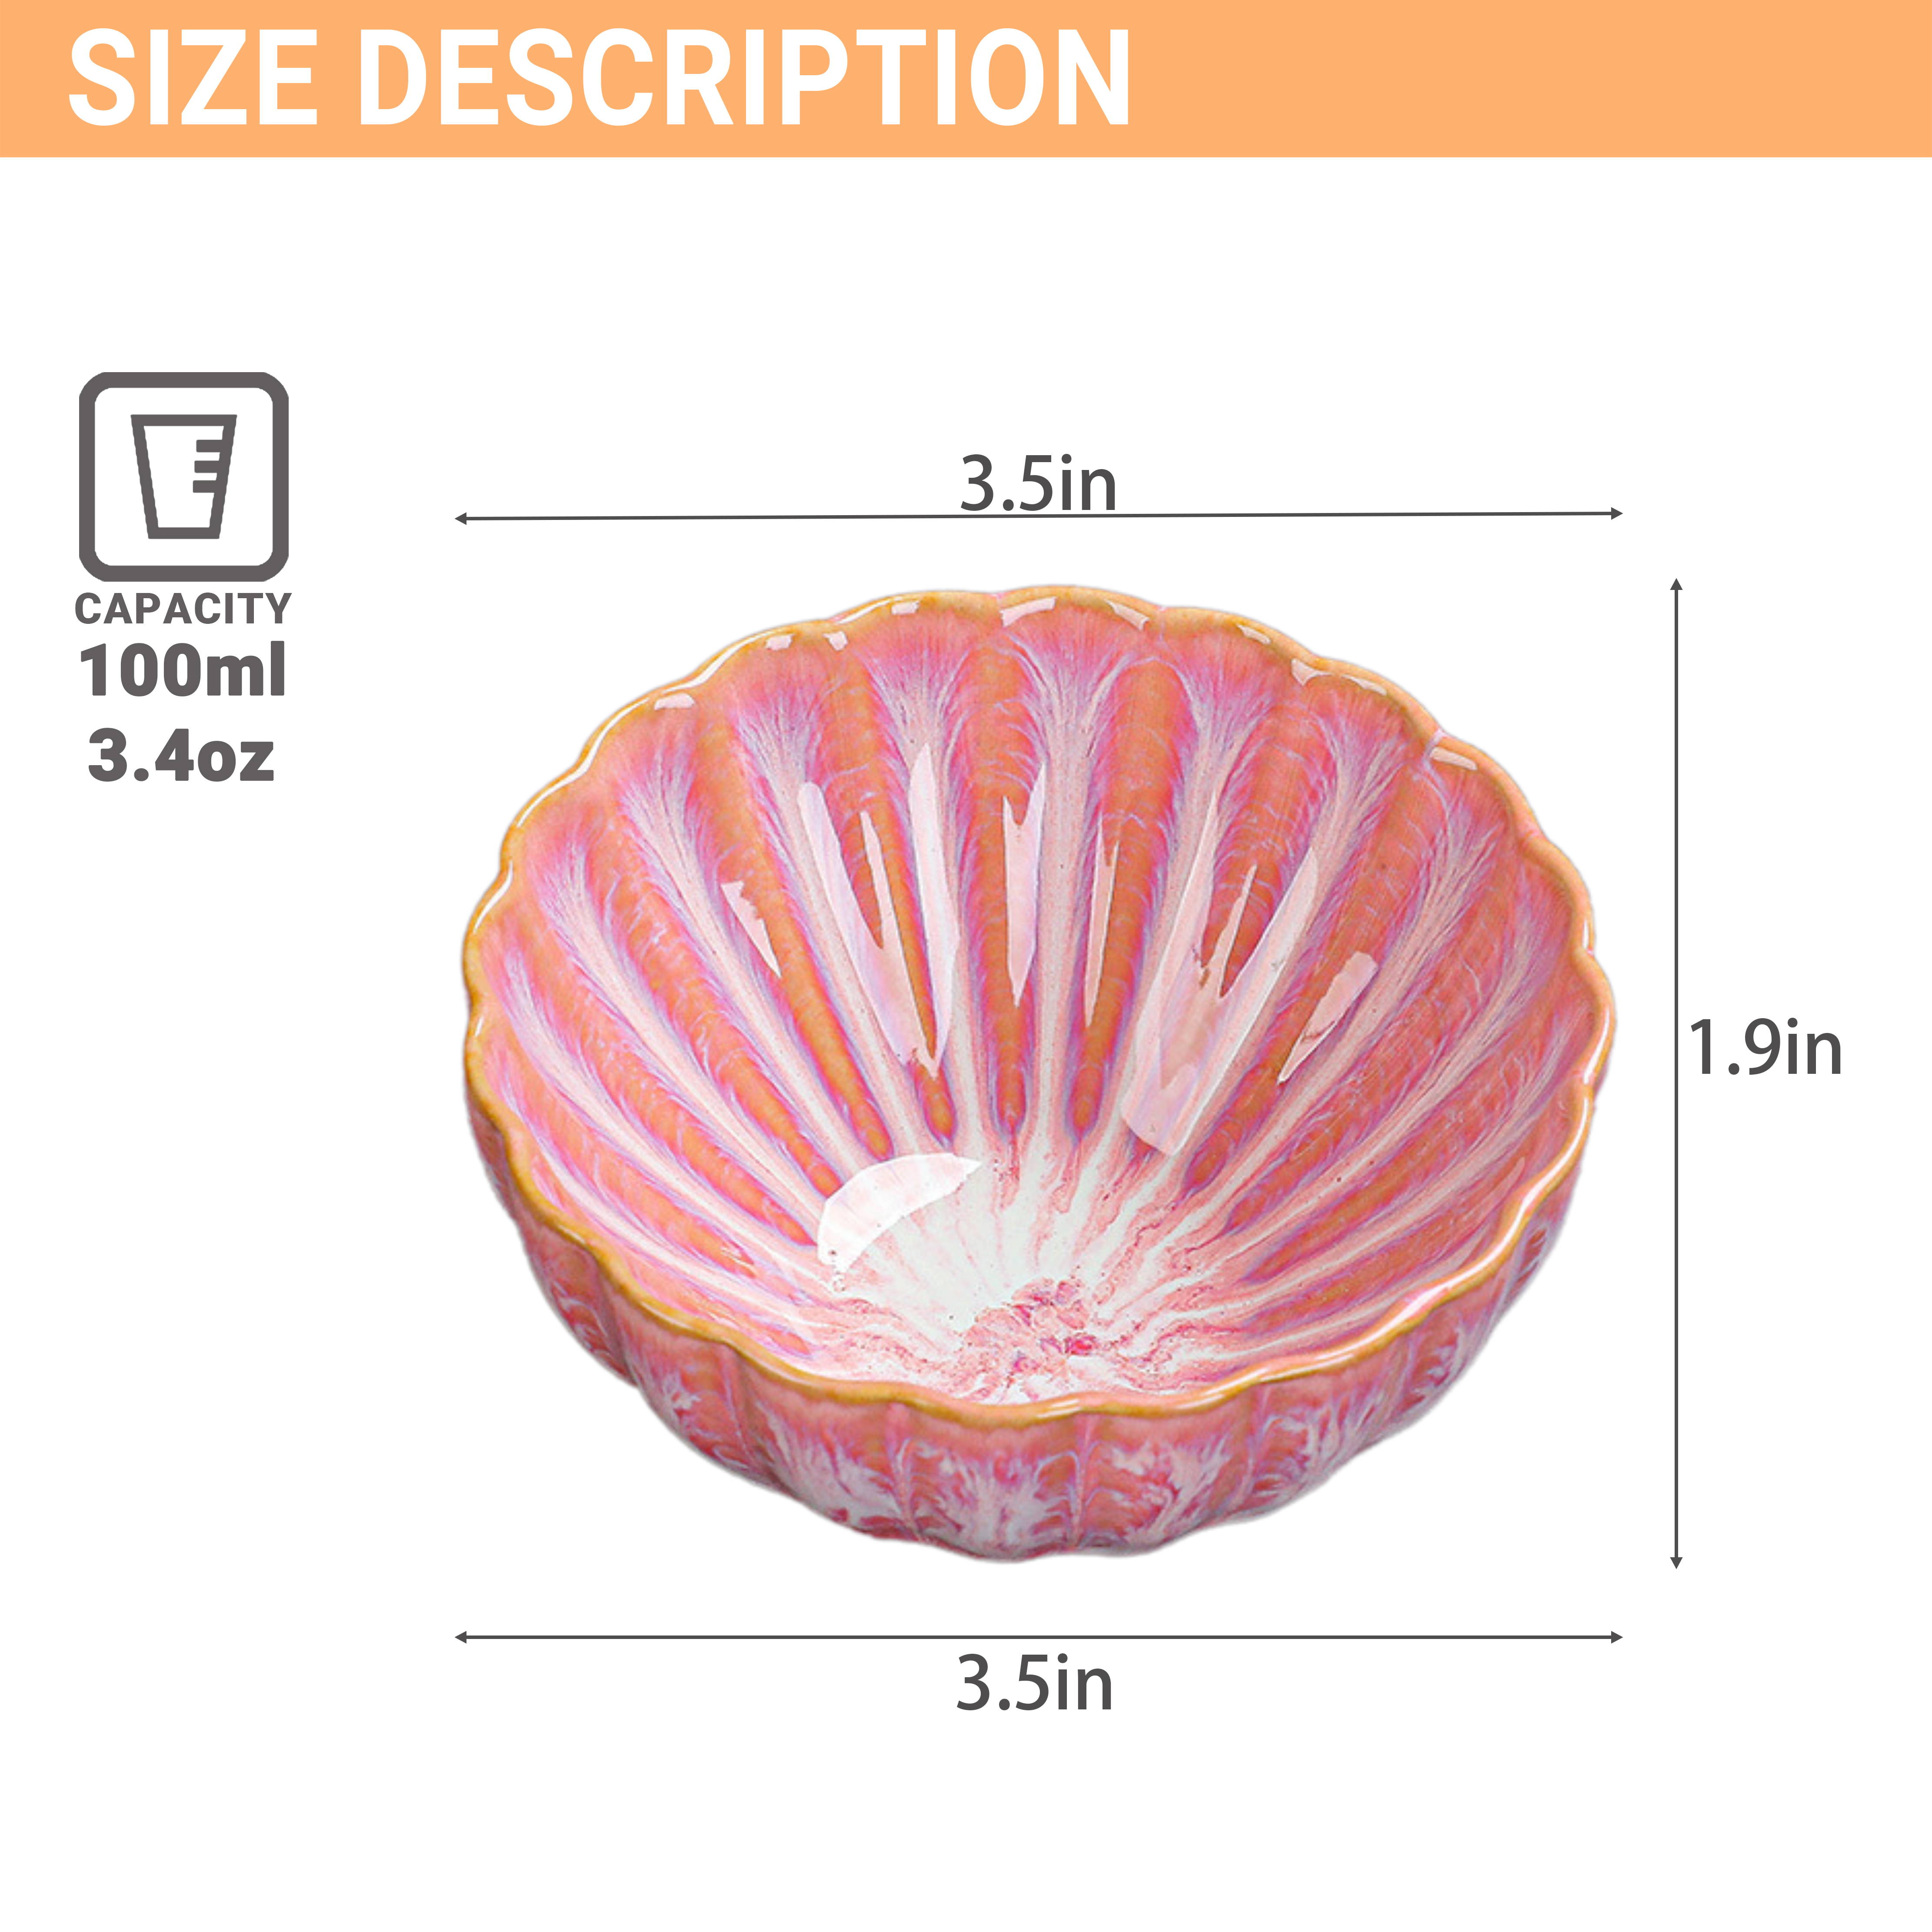 SIZE DESCRIPTION
CAPACITY
100ml
3.4oz
3.5in
1.9in
3.5in